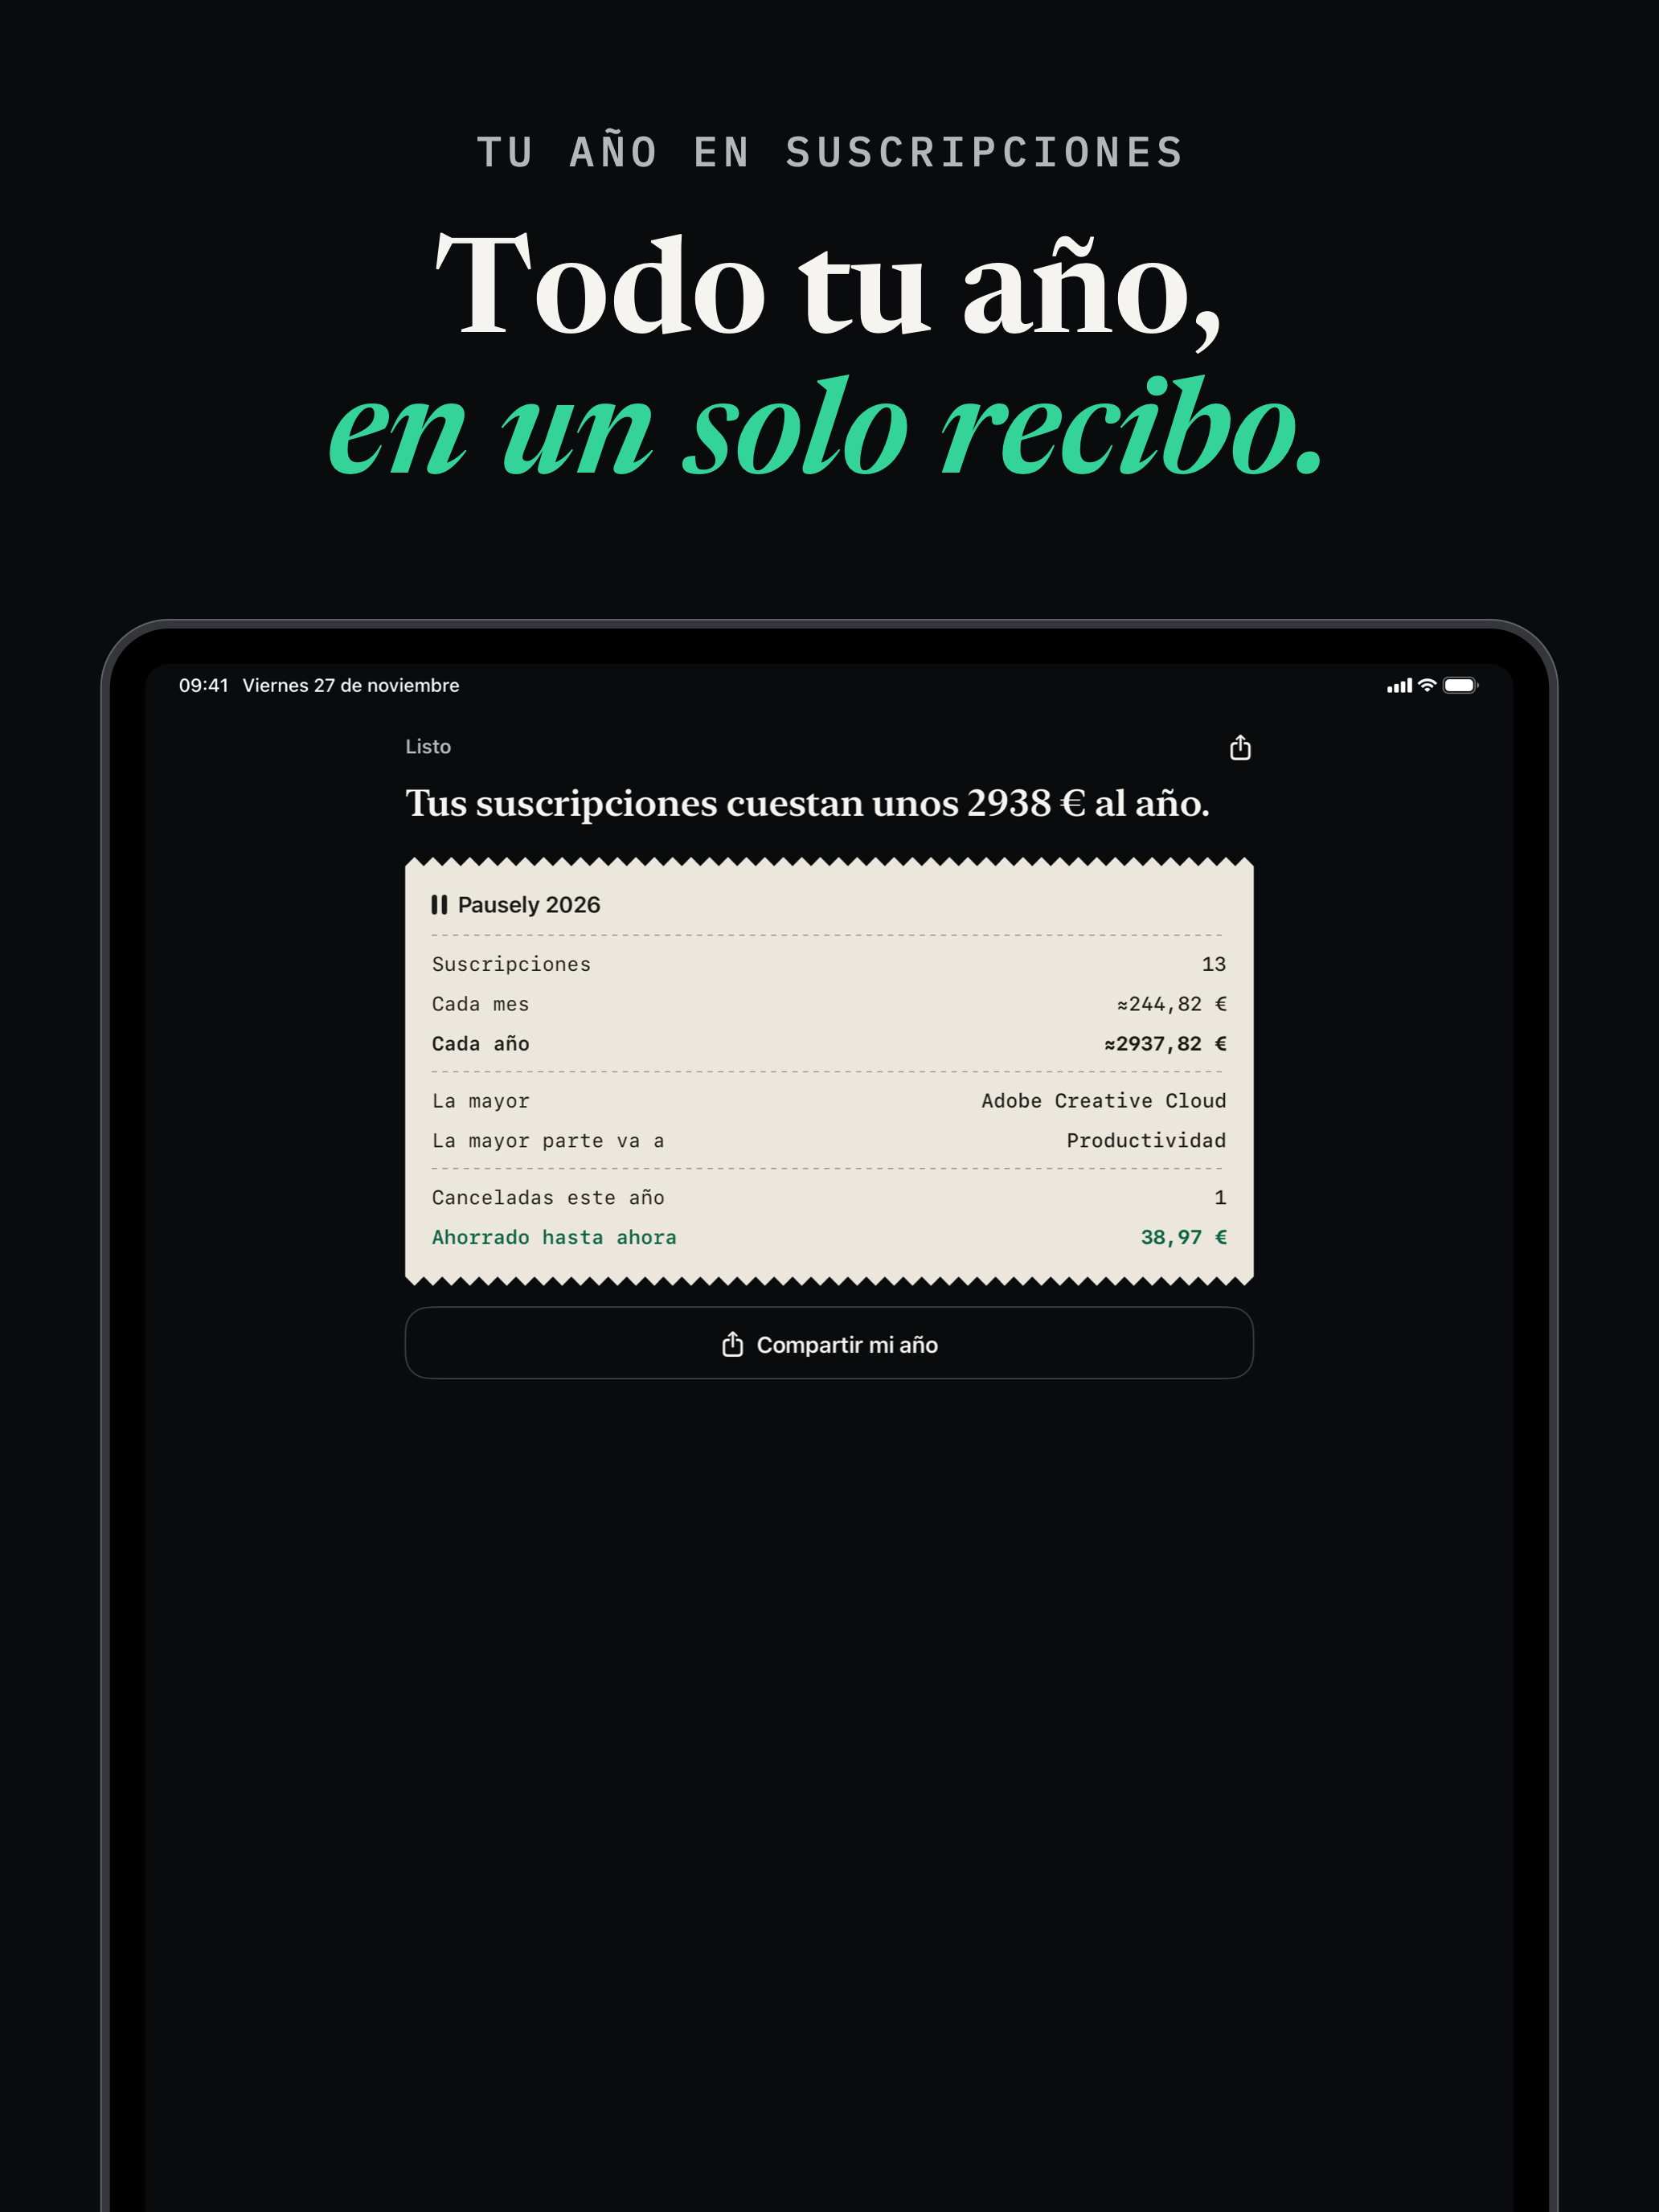 TU AÑO EN SUSCRIPCIONES
Todo tu año,
en un solo recibo.
09:41 Viernes 27 de noviembre
Listo
Tus suscripciones cuestan unos 2938 € al año.
Pausely 2026
Suscripciones 13
Cada mes ≈244,82 €
Cada año ≈2937,82 €
La mayor Adobe Creative Cloud
La mayor parte va a Productividad
Canceladas este año 1
Ahorrado hasta ahora 38,97 €
Compartir mi año